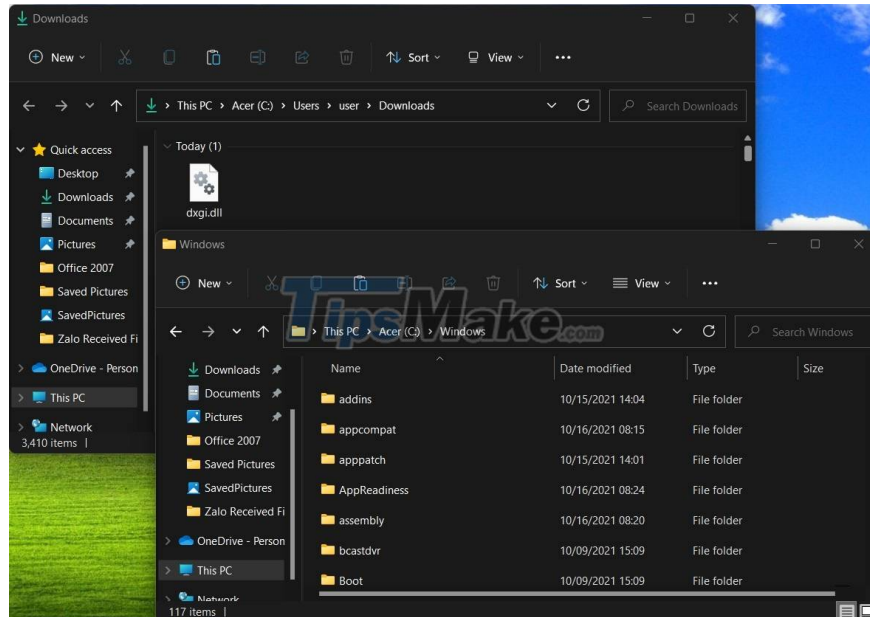 Downloads
New
Sort
View
This PC > Acer (C:) > Users > user > Downloads
Search Downloads
Quick access
Desktop
Downloads
Documents
Pictures
Office 2007
Saved Pictures
SavedPictures
Zalo Received Fi
OneDrive - Person
This PC
Network
3,410 items
Today (1)
dxgi.dll
Windows
New
Sort
View
TipsMake.com
This PC > Acer (C:) > Windows
Search Windows
Downloads
Documents
Pictures
Office 2007
Saved Pictures
SavedPictures
Zalo Received Fi
OneDrive - Person
This PC
Network
117 items
Name Date modified Type Size
addins 10/15/2021 14:04 File folder
appcompat 10/16/2021 08:15 File folder
apppatch 10/15/2021 14:01 File folder
AppReadiness 10/16/2021 08:24 File folder
assembly 10/16/2021 08:20 File folder
bcastdvr 10/09/2021 15:09 File folder
Boot 10/09/2021 15:09 File folder